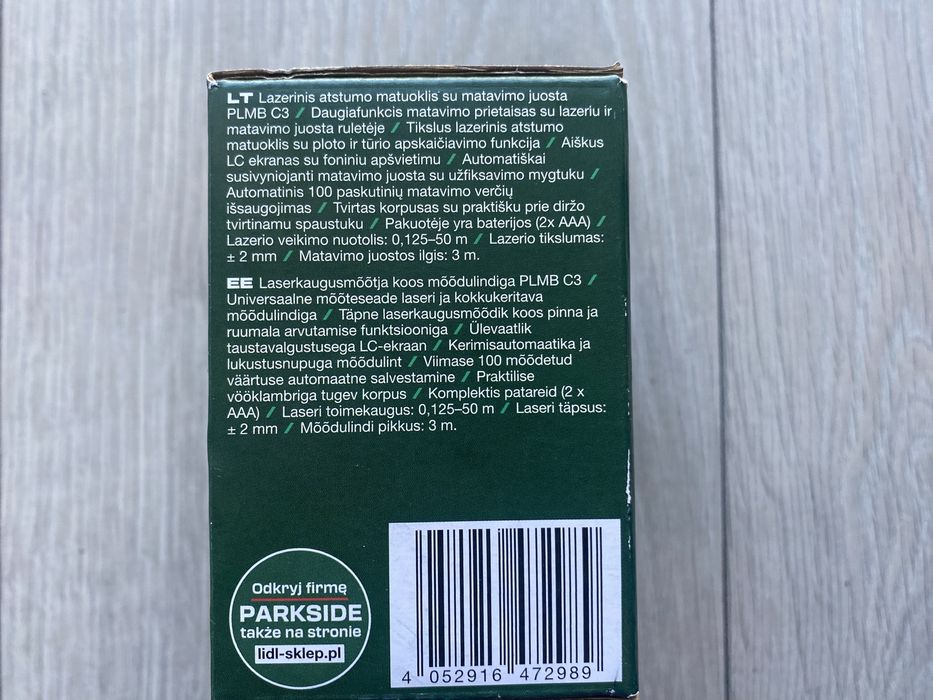 LT Lazerinis atstumo matuoklis su matavimo juosta
PLMB C3 / Daugiafunkcis matavimo prietaisas su lazeriu ir
matavimo juosta ruletėje / Tikslus lazerinis atstumo
matuoklis su ploto ir tūrio apskaičiavimo funkcija / Aiškus
LC ekranas su foniniu apšvietimu / Automatiškai
susivyniojanti matavimo juosta su užfiksavimo mygtuku /
Automatinis 100 paskutinių matavimo verčių
išsaugojimas / Tvirtas korpusas su praktišku prie diržo
tvirtinamu spaustuku / Pakuotėje yra baterijos (2x AAA) /
Lazerio veikimo nuotolis: 0,125–50 m / Lazerio tikslumas:
± 2 mm / Matavimo juostos ilgis: 3 m.
EE Laserkaugusmõõtja koos mõõdulindiga PLMB C3 /
Universaalne mõõteseade laseri ja kokkukeritava
mõõdulindiga / Täpne laserkaugusmõõdik koos pinna ja
ruumala arvutamise funktsiooniga / Ülevaatlik
taustavalgustusega LC-ekraan / Kerimisautomaatika ja
lukustusnupuga mõõdulint / Viimase 100 mõõdetud
väärtuse automaatne salvestamine / Praktilise
vööklambriga tugev korpus / Komplektis patareid (2 x
AAA) / Laseri toimekaugus: 0,125–50 m / Laseri täpsus:
± 2 mm / Mõõdulindi pikkus: 3 m.
Odkryj firmę
PARKSIDE
także na stronie
lidl-sklep.pl
4 052916 472989